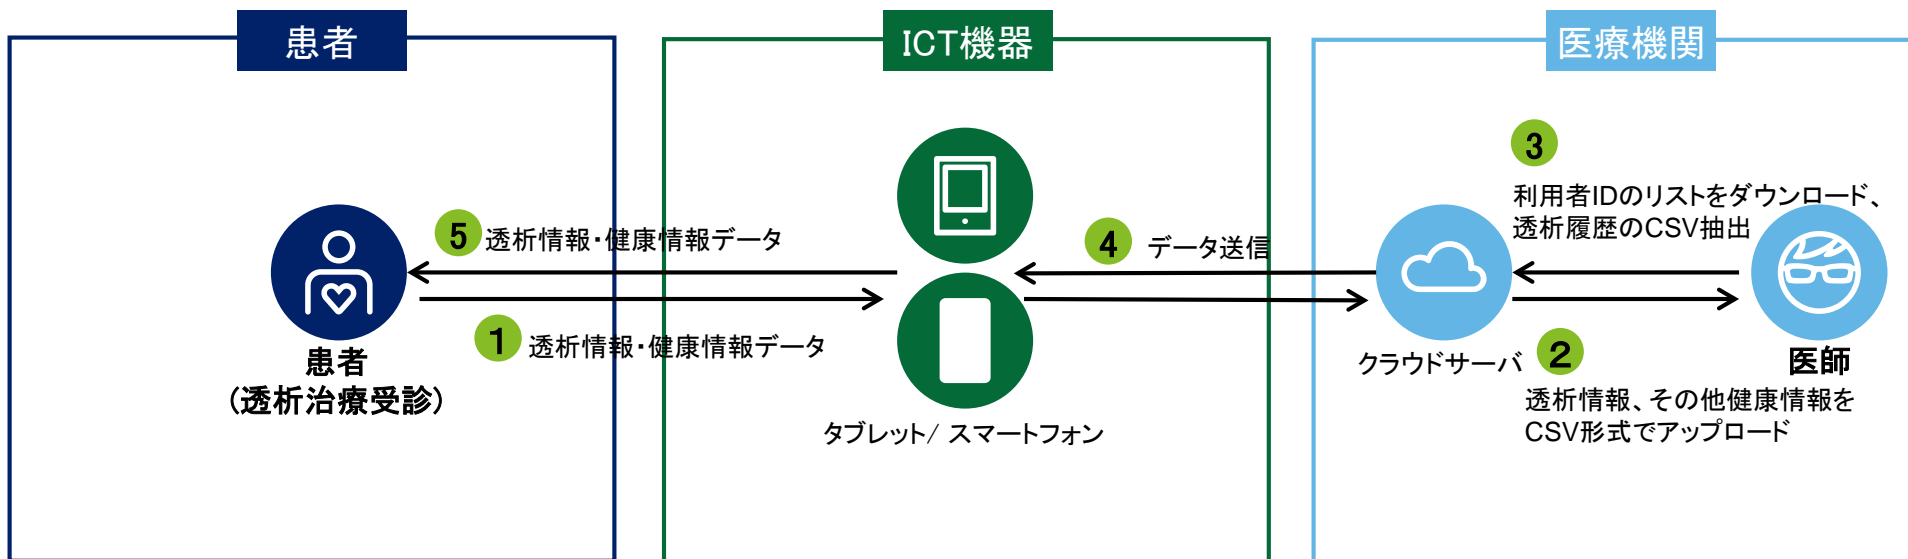 患者
ICT機器
医療機関
3
利用者IDのリストをダウンロード、
透析履歴のCSV抽出
5 透析情報・健康情報データ
4 データ送信
1 透析情報・健康情報データ
患者
(透析治療受診)
タブレット/ スマートフォン
クラウドサーバ
2
医師
透析情報、その他健康情報を
CSV形式でアップロード